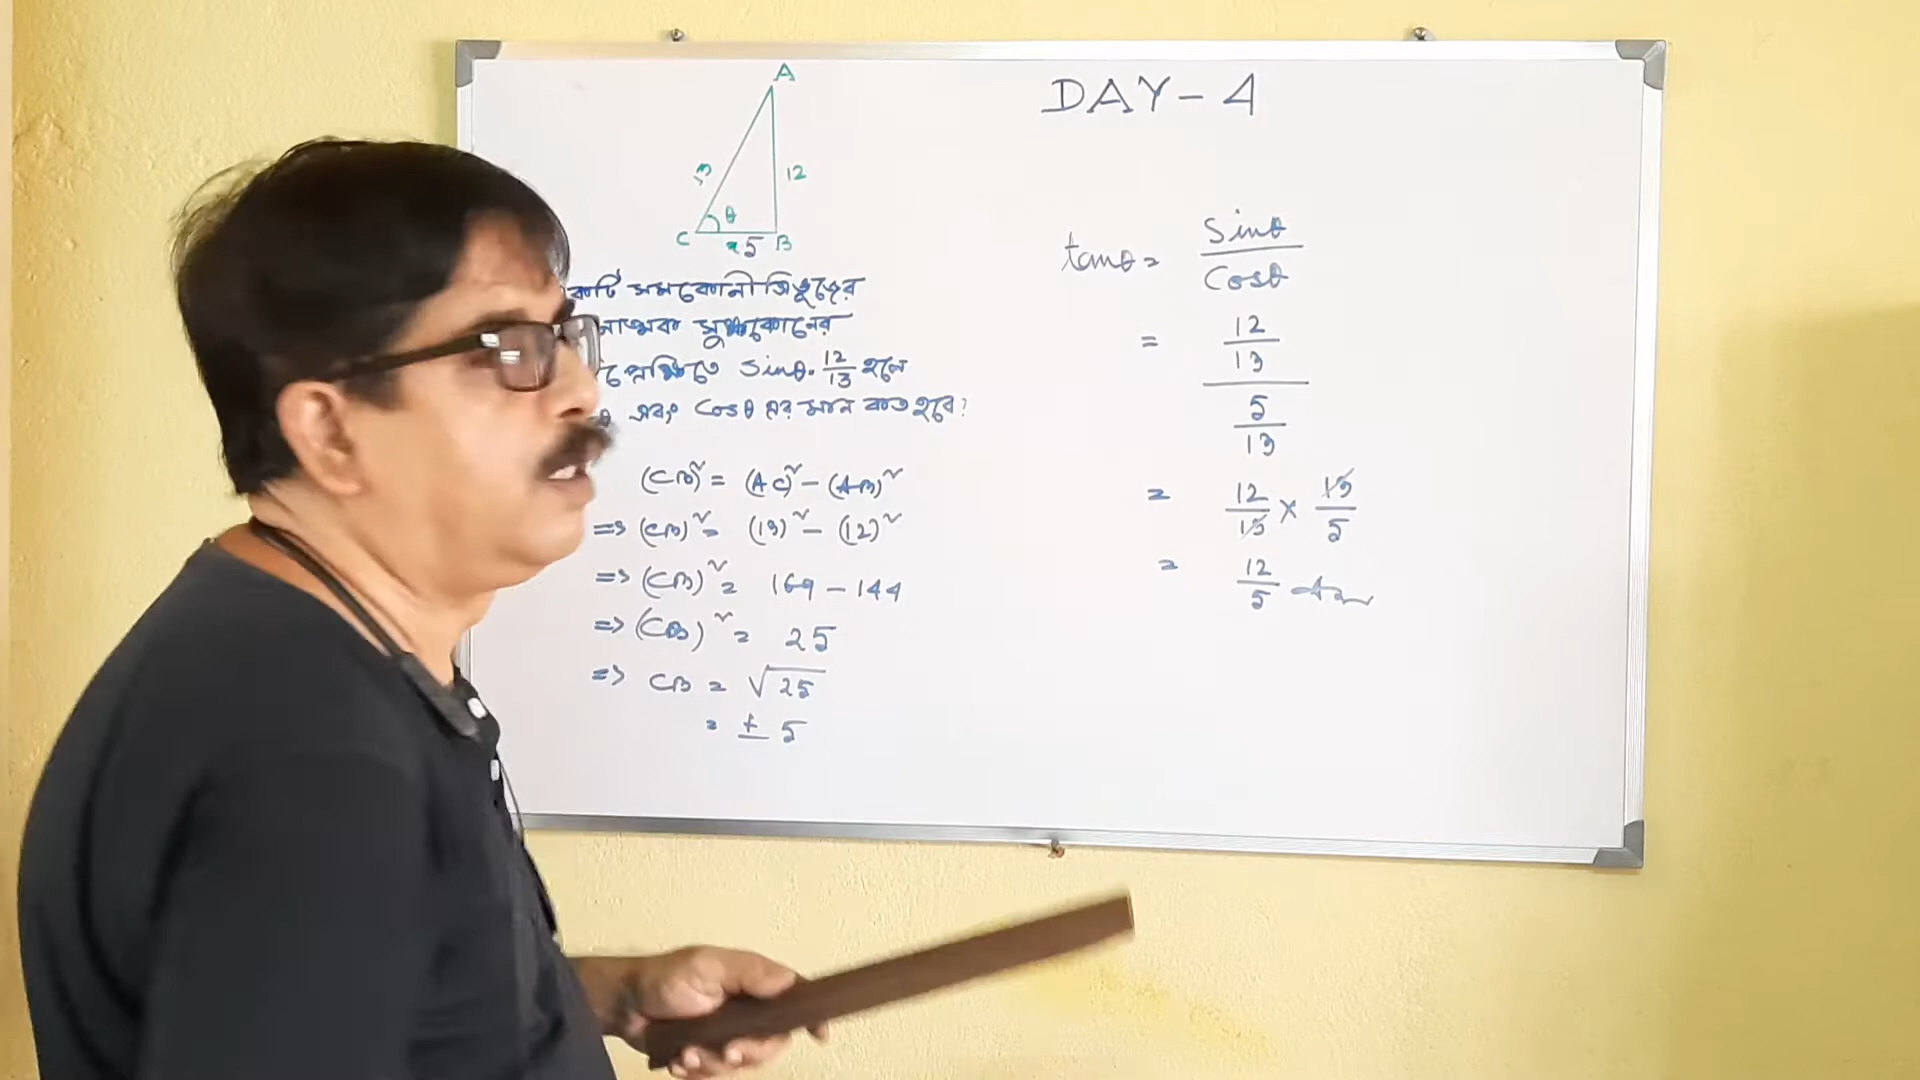 DAY-4
A
13
12
θ
C
5
B
সমকোনী ত্রিভুজের
সুক্ষ্মকোনের
sinθ = 12/13 হলে
θ এবং cosθ এর মান কত হবে?
(CB)² = (AC)² - (AB)²
=> (CB)² = (13)² - (12)²
=> (CB)² = 169 - 144
=> (CB)² = 25
=> CB = √25
= ± 5
tanθ = sinθ/cosθ
= 12/13 / 5/13
= 12/13 × 13/5
= 12/5 Ans